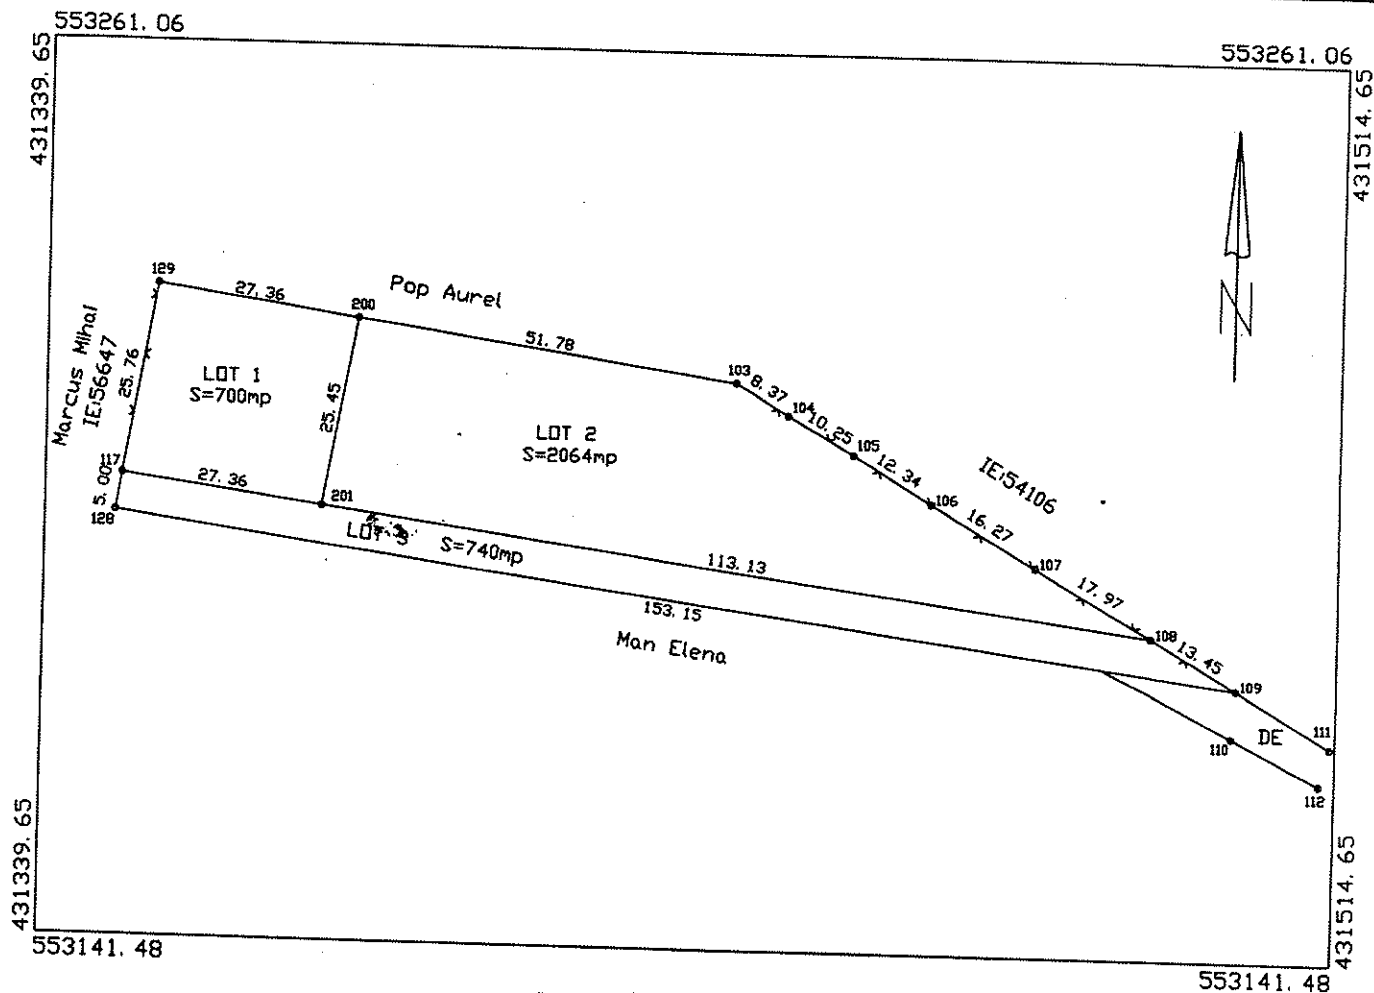 553261.06
553261.06
431339.65
431514.65
N
129
27.36
200
Pop Aurel
51.78
Marcus Mihai
IE:56647
25.76
LOT 1
S=700mp
25.45
103
8.37
104
10.25
105
LOT 2
S=2064mp
12.34
106
IE:54106
16.27
107
117
27.36
201
5.00
128
LOT 3
S=740mp
113.13
17.97
108
153.15
13.45
Man Elena
109
110
DE
111
112
431339.65
431514.65
553141.48
553141.48